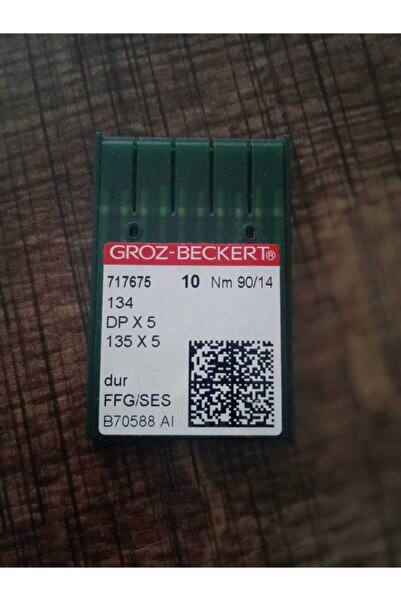 GROZ-BECKERT®
717675 10 Nm 90/14
134
DP X 5
135 X 5
dur
FFG/SES
B70588 AI